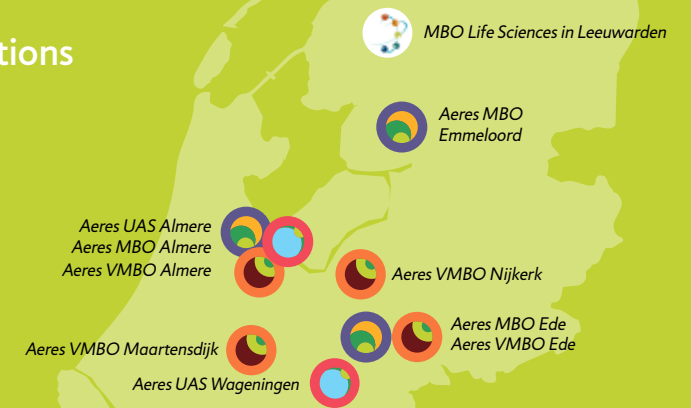 tions
MBO Life Sciences in Leeuwarden
Aeres MBO
Emmeloord
Aeres UAS Almere
Aeres MBO Almere
Aeres VMBO Almere
Aeres VMBO Nijkerk
Aeres MBO Ede
Aeres VMBO Ede
Aeres VMBO Maartensdijk
Aeres UAS Wageningen